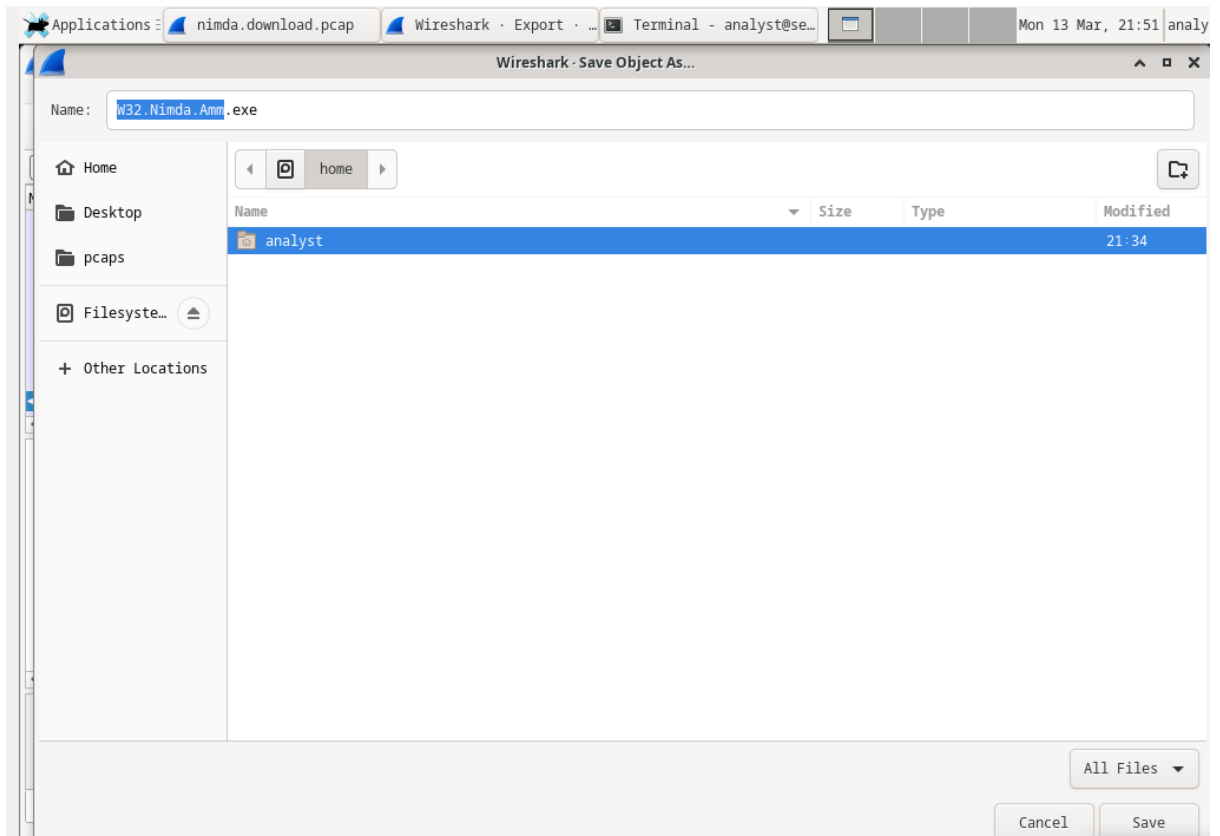 Applications nimda.download.pcap Wireshark · Export · … Terminal - analyst@se… Mon 13 Mar, 21:51 analy
Wireshark · Save Object As...
Name: W32.Nimda.Amm.exe
Home
home
Desktop
Name Size Type Modified
analyst 21:34
pcaps
Filesyste…
+ Other Locations
All Files
Cancel Save